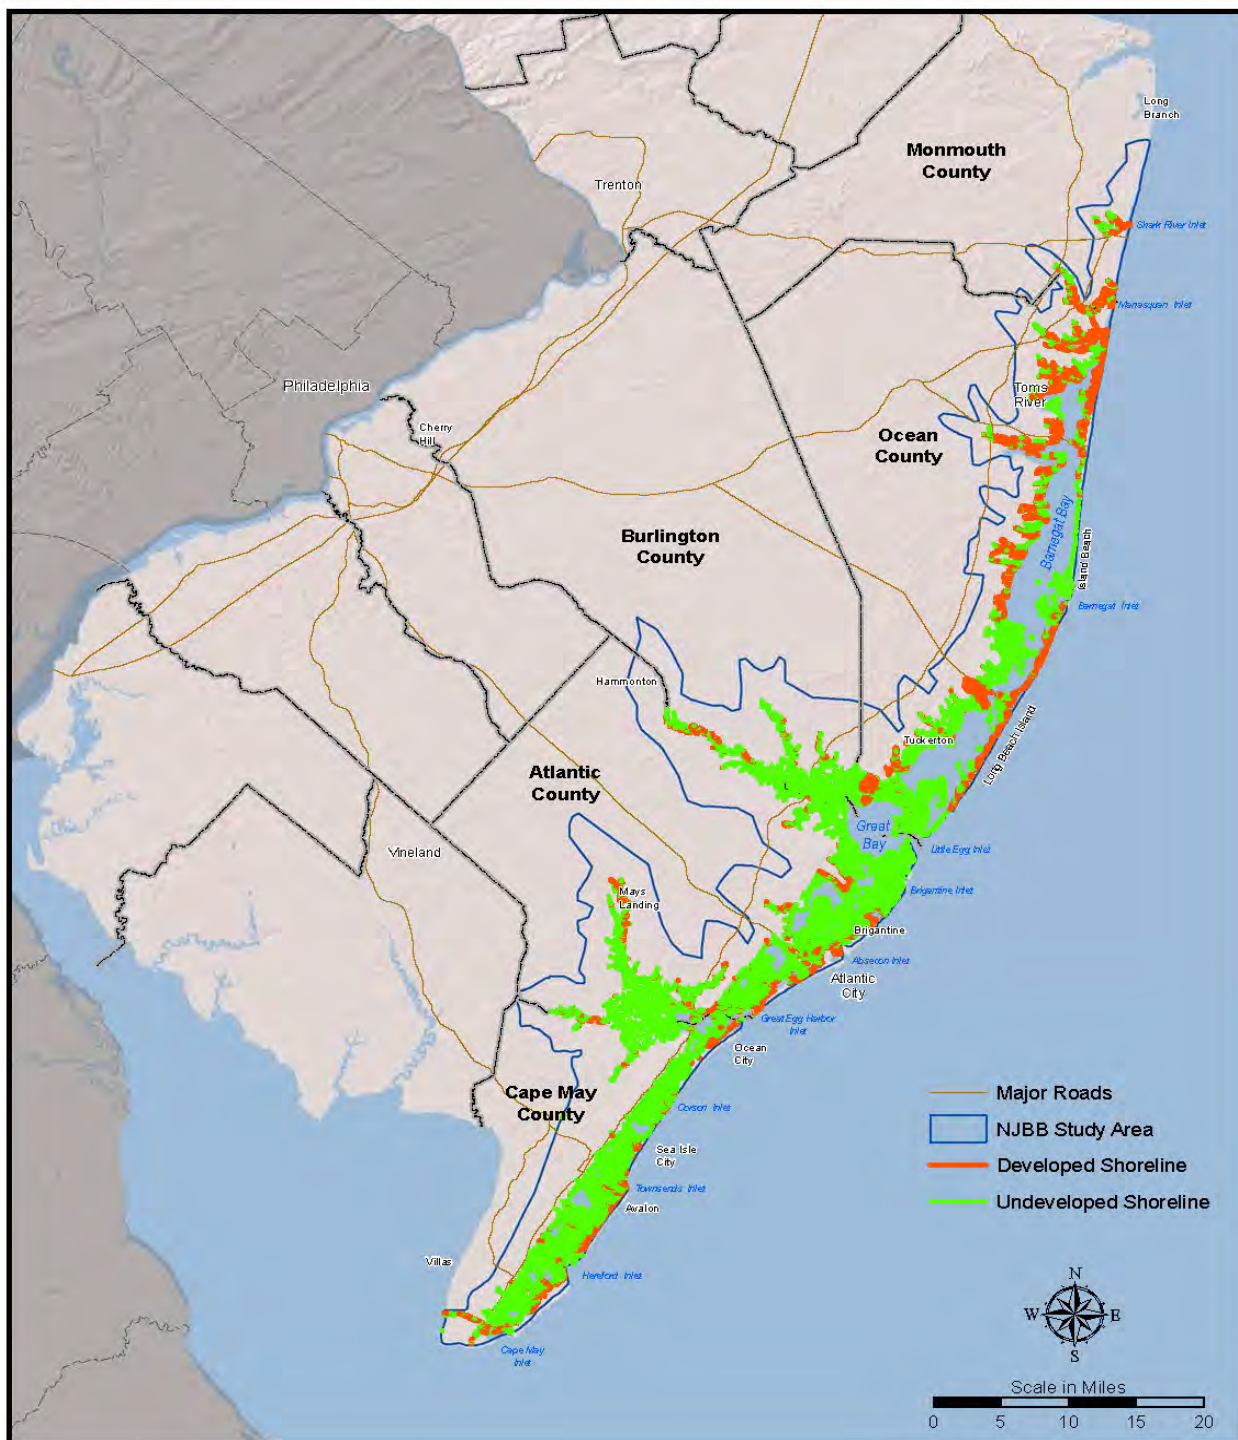 Long
Branch
Monmouth
County
Trenton
Shark River Inlet
Manasquan Inlet
Philadelphia
Toms
River
Cherry
Hill
Ocean
County
Barnegat Bay
Burlington
County
Island Beach
Barnegat Inlet
Hammonton
Long Beach Island
Tuckerton
Atlantic
County
Great
Bay
Vineland
Little Egg Inlet
Mays
Landing
Brigantine Inlet
Brigantine
Absecon Inlet
Atlantic
City
Great Egg Harbor
Inlet
Ocean
City
Cape May
County
Corson Inlet
Sea Isle
City
Townsends Inlet
Avalon
Villas
Hereford Inlet
Cape May
Inlet
Major Roads
NJBB Study Area
Developed Shoreline
Undeveloped Shoreline
N
W
E
S
Scale in Miles
0 5 10 15 20